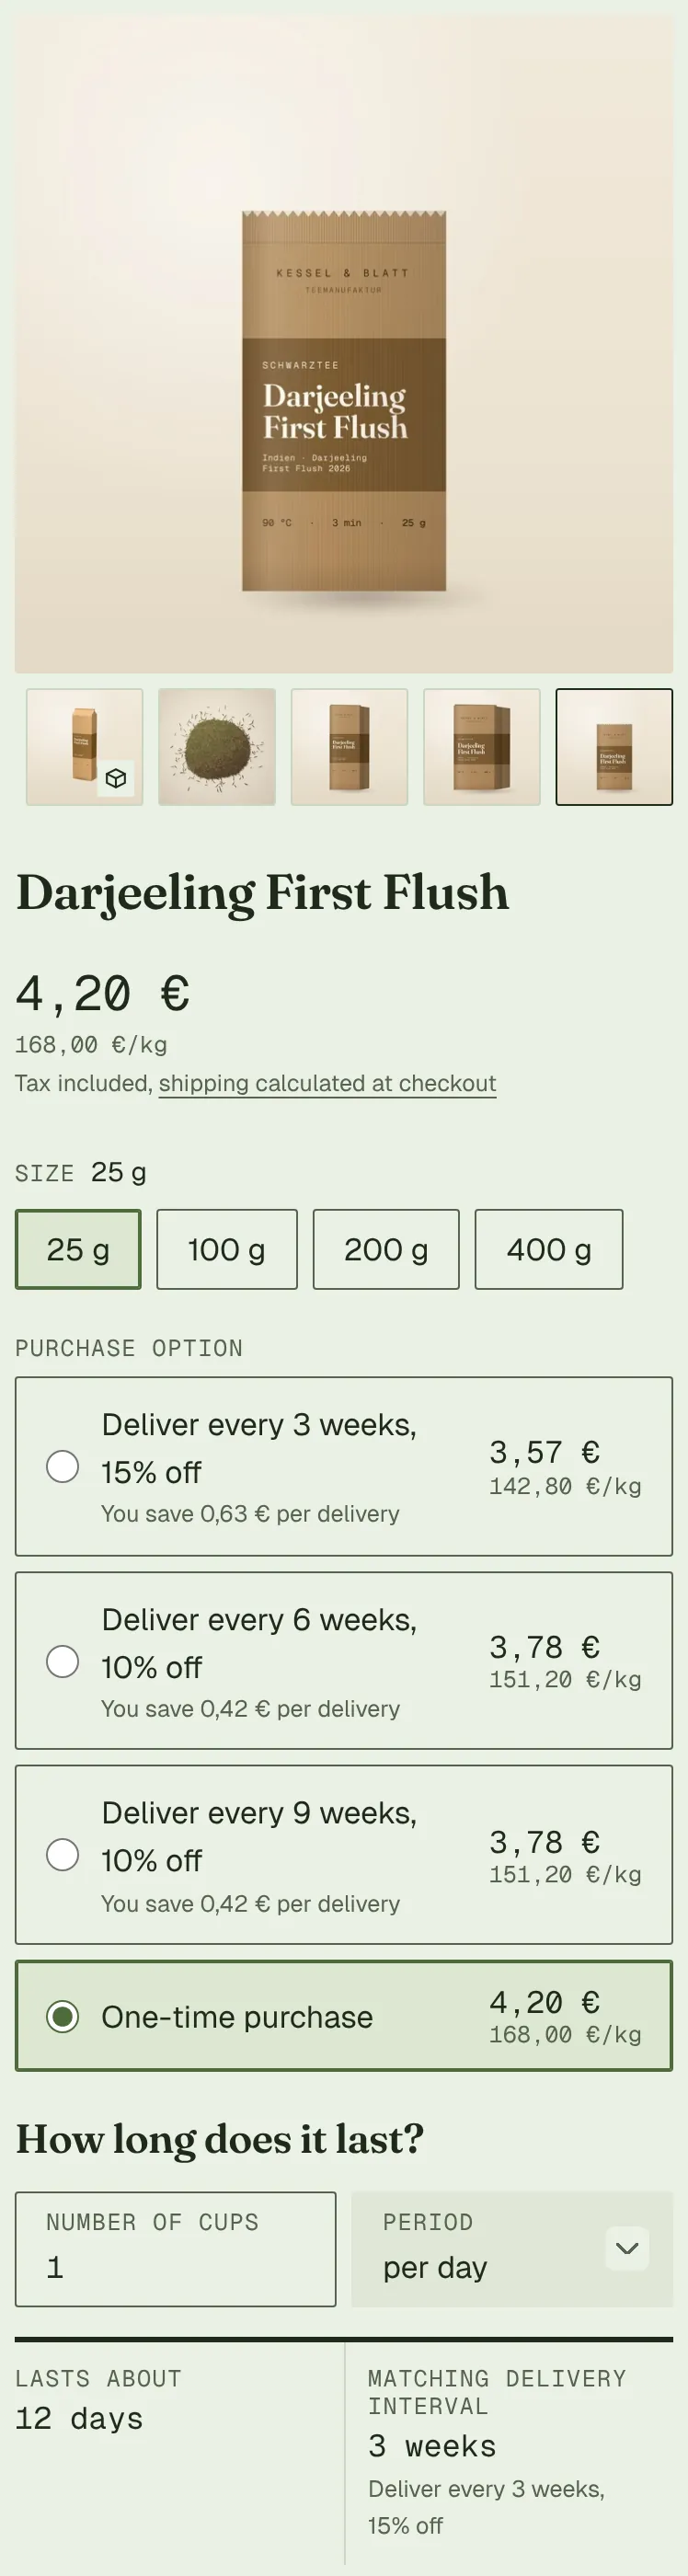 KESSEL & BLATT
TEEMANUFAKTUR
SCHWARZTEE
Darjeeling
First Flush
Indien · Darjeeling
First Flush 2026
90 °C · 3 min · 25 g
Darjeeling First Flush
4,20 €
168,00 €/kg
Tax included, shipping calculated at checkout
SIZE 25 g
25 g 100 g 200 g 400 g
PURCHASE OPTION
Deliver every 3 weeks,
15% off
You save 0,63 € per delivery
3,57 €
142,80 €/kg
Deliver every 6 weeks,
10% off
You save 0,42 € per delivery
3,78 €
151,20 €/kg
Deliver every 9 weeks,
10% off
You save 0,42 € per delivery
3,78 €
151,20 €/kg
One-time purchase
4,20 €
168,00 €/kg
How long does it last?
NUMBER OF CUPS
1
PERIOD
per day
LASTS ABOUT
12 days
MATCHING DELIVERY
INTERVAL
3 weeks
Deliver every 3 weeks,
15% off